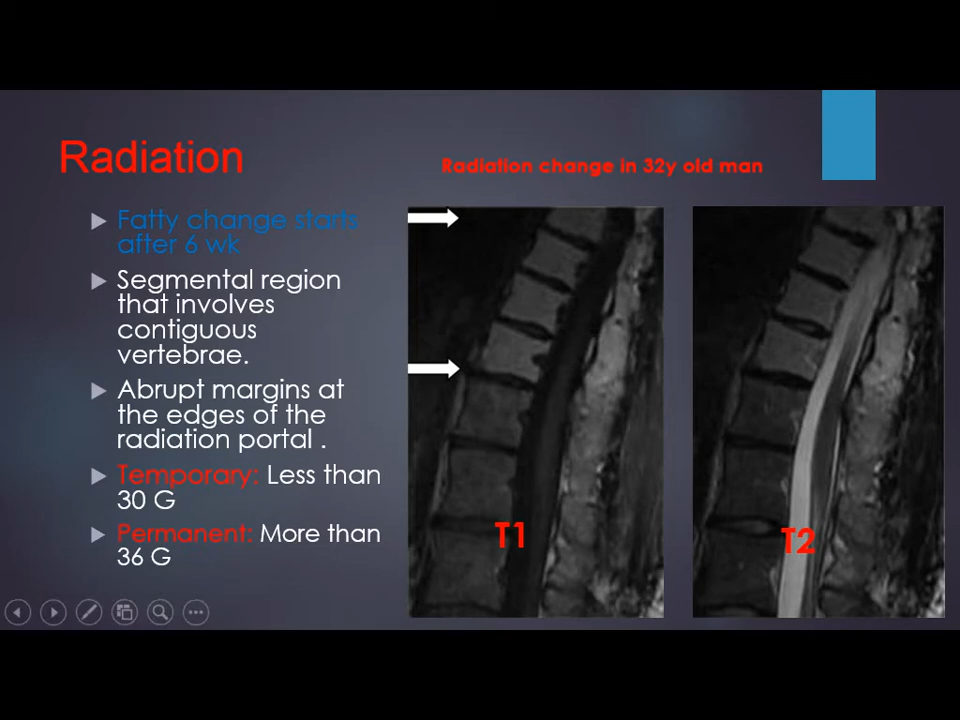 Radiation
Radiation change in 32y old man
Fatty change starts
after 6 wk
Segmental region
that involves
contiguous
vertebrae.
Abrupt margins at
the edges of the
radiation portal .
Temporary: Less than
30 G
Permanent: More than
36 G
T1
T2